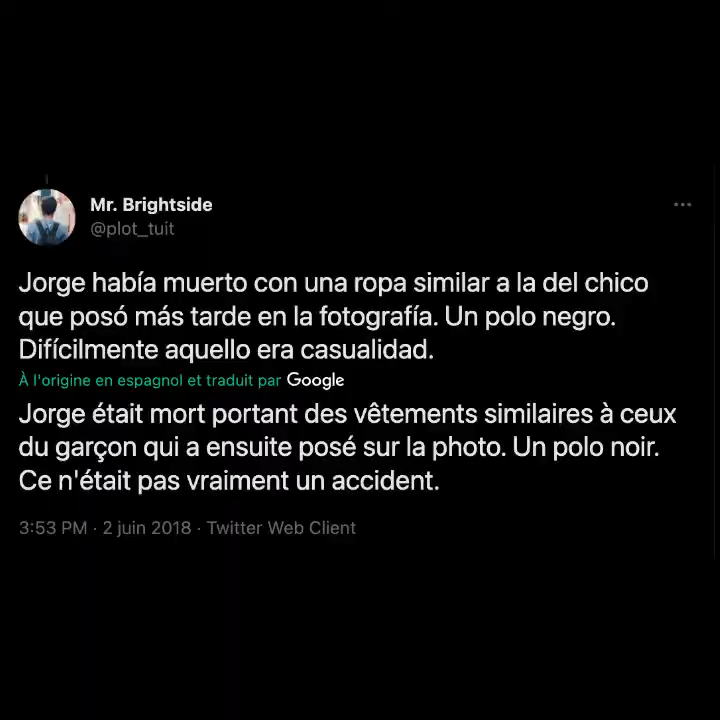 Mr. Brightside
@plot_tuit
Jorge había muerto con una ropa similar a la del chico
que posó más tarde en la fotografía. Un polo negro.
Difícilmente aquello era casualidad.
À l'origine en espagnol et traduit par Google
Jorge était mort portant des vêtements similaires à ceux
du garçon qui a ensuite posé sur la photo. Un polo noir.
Ce n'était pas vraiment un accident.
3:53 PM · 2 juin 2018 · Twitter Web Client